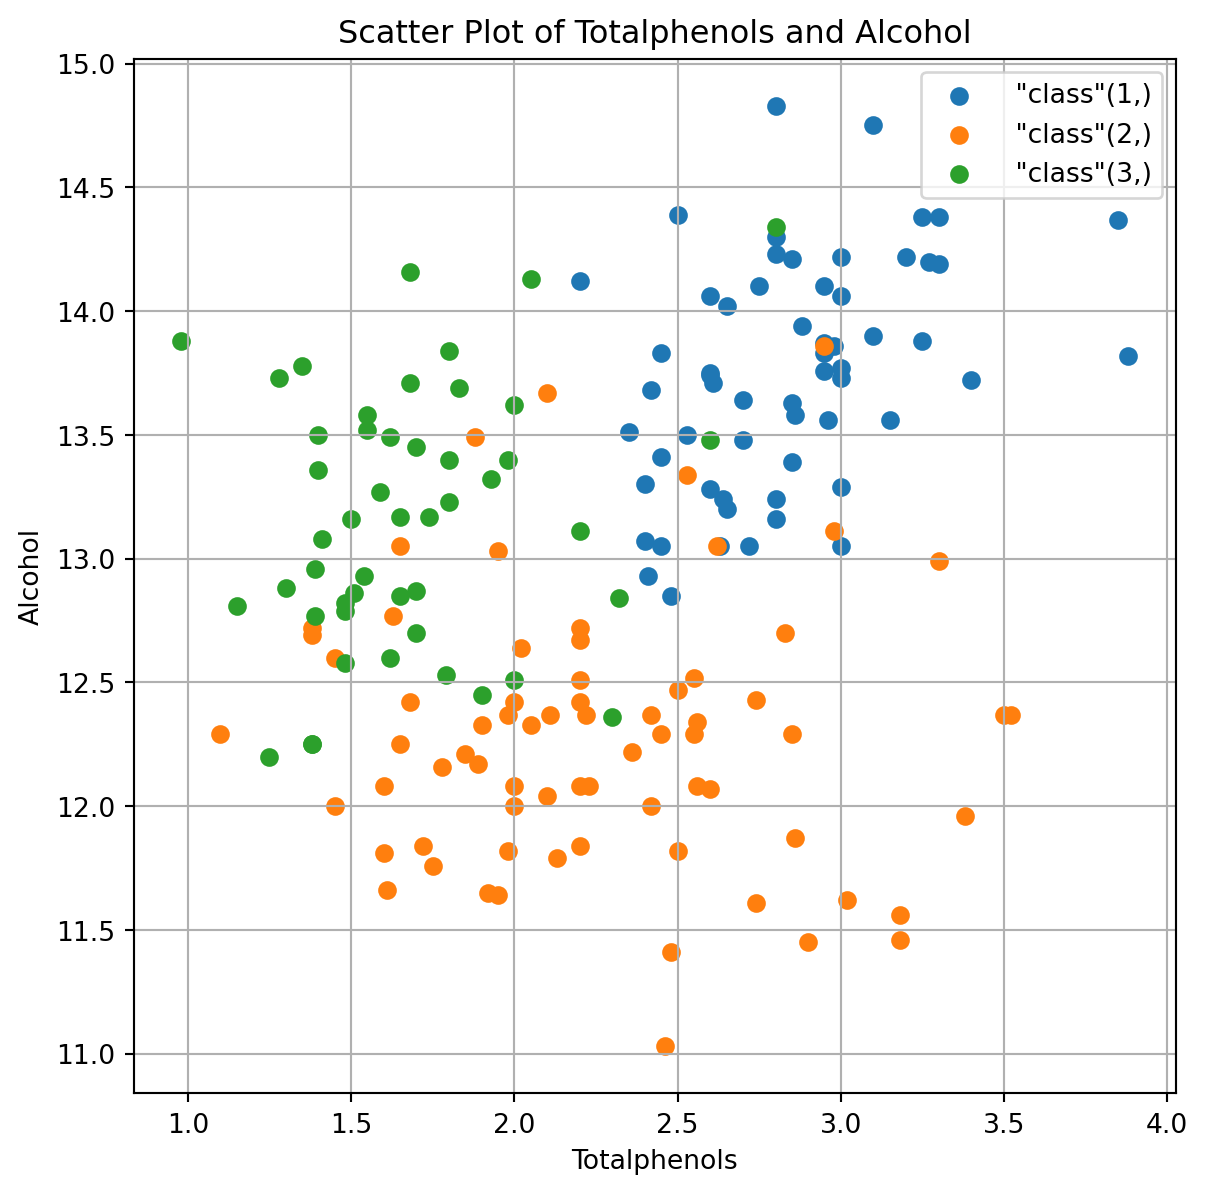 Scatter Plot of Totalphenols and Alcohol
"class"(1,)
"class"(2,)
"class"(3,)
Alcohol
15.0
14.5
14.0
13.5
13.0
12.5
12.0
11.5
11.0
1.0 1.5 2.0 2.5 3.0 3.5 4.0
Totalphenols